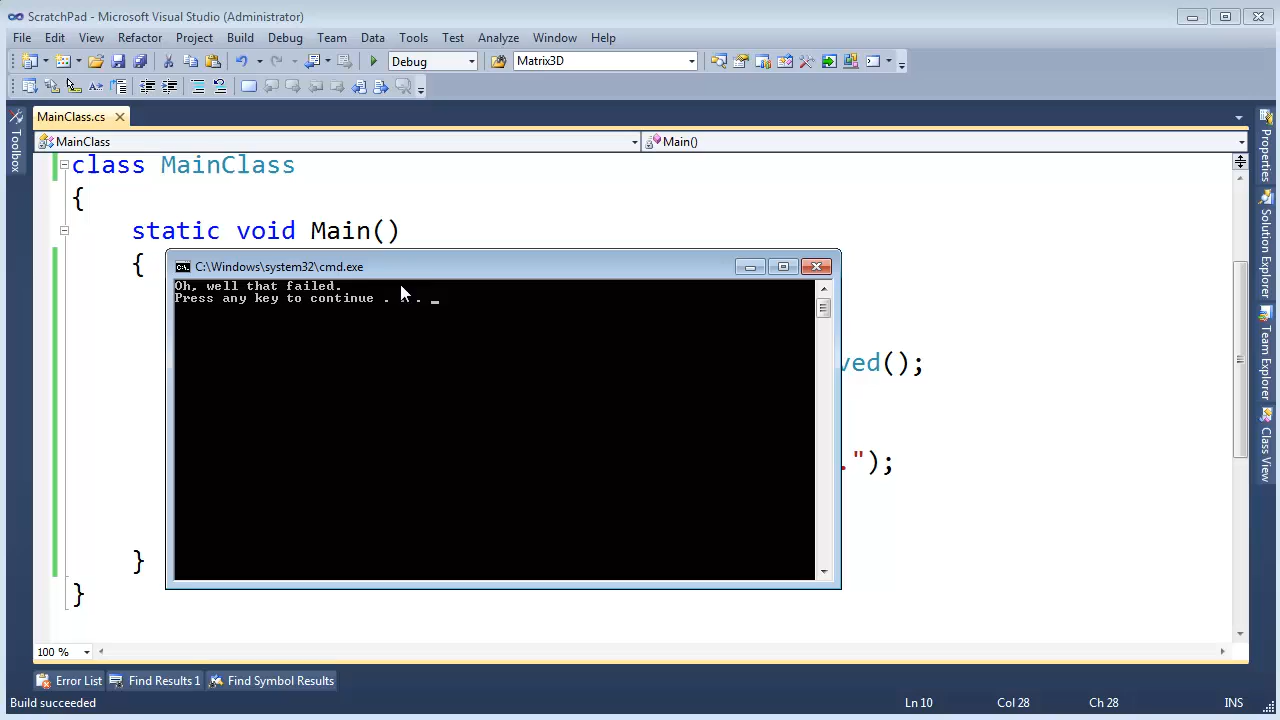 ScratchPad - Microsoft Visual Studio (Administrator)
File Edit View Refactor Project Build Debug Team Data Tools Test Analyze Window Help
Debug Matrix3D
MainClass.cs
MainClass Main()
Toolbox
Properties
Solution Explorer
Team Explorer
Class View
class MainClass
{
static void Main()
{
C:\Windows\system32\cmd.exe
Oh, well that failed.
Press any key to continue . . .
ved();
.");
}
}
100 %
Error List Find Results 1 Find Symbol Results
Build succeeded Ln 10 Col 28 Ch 28 INS